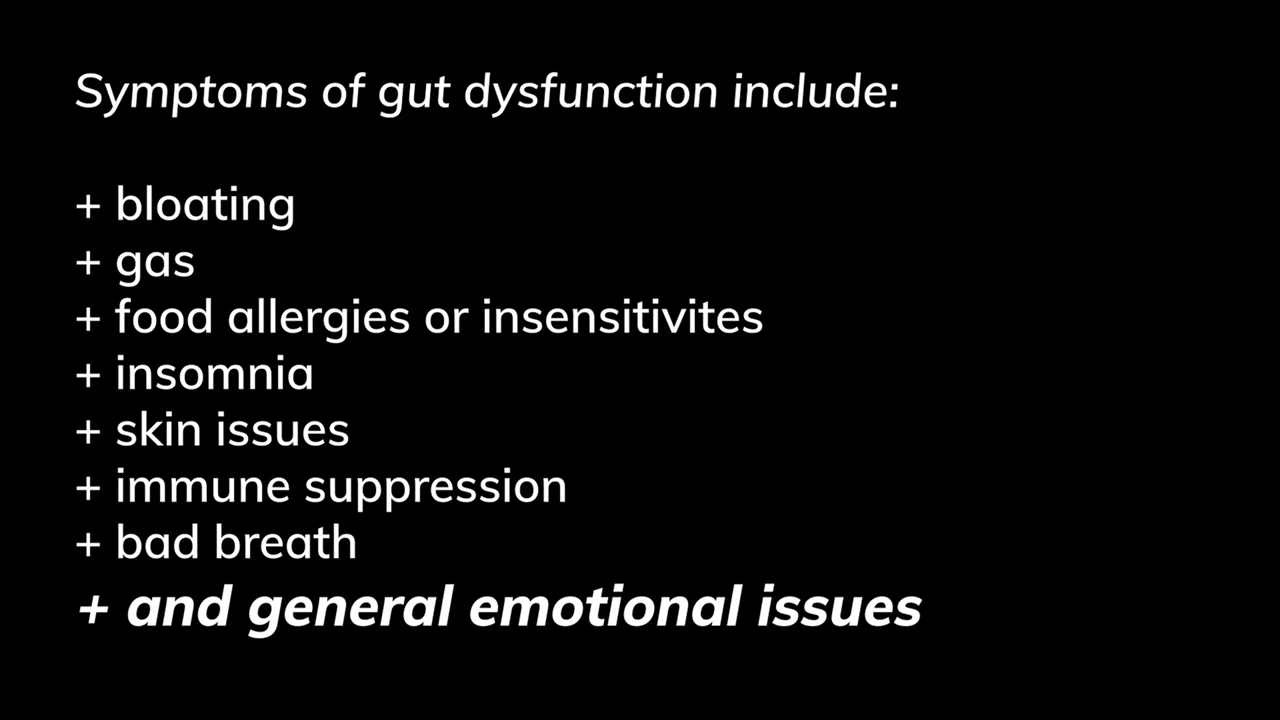 Symptoms of gut dysfunction include:
+ bloating
+ gas
+ food allergies or insensitivites
+ insomnia
+ skin issues
+ immune suppression
+ bad breath
+ and general emotional issues